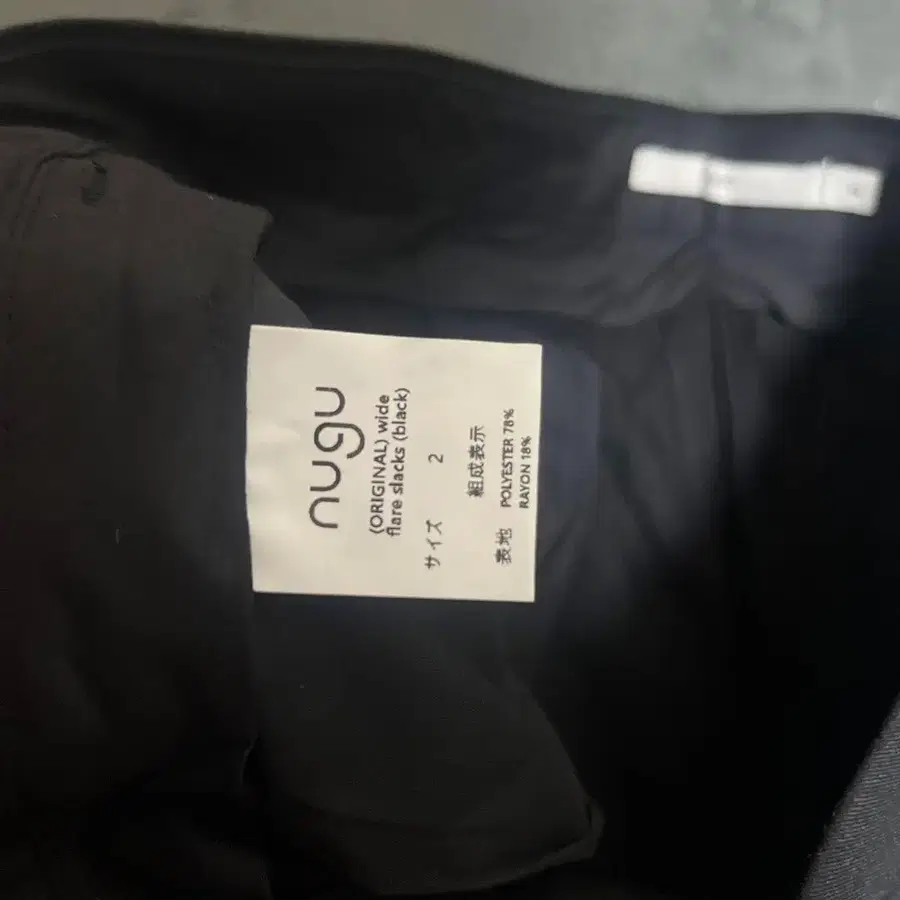 nugu
(ORIGINAL) wide
flare slacks (black)
サイズ 2
組成表示
表地 POLYESTER 78%
RAYON 18%